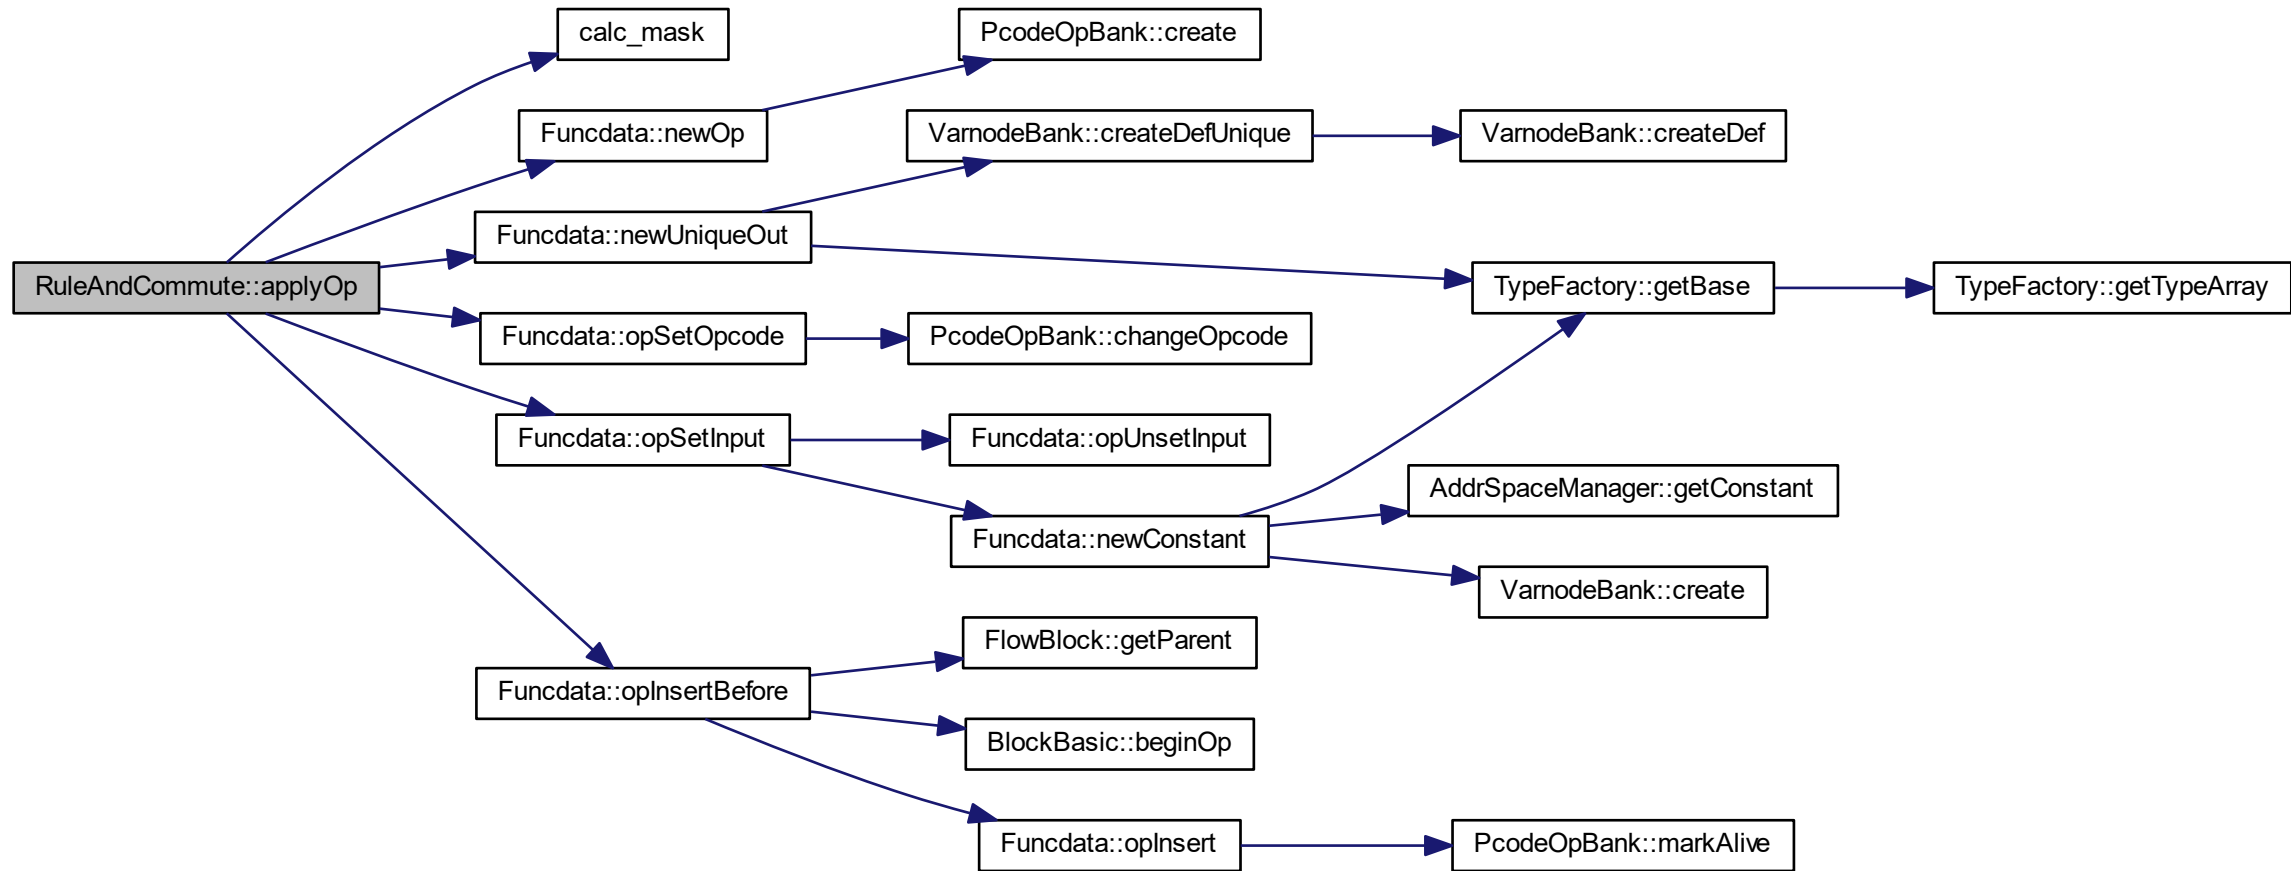 calc_mask
PcodeOpBank::create
Funcdata::newOp
VarnodeBank::createDefUnique
VarnodeBank::createDef
Funcdata::newUniqueOut
RuleAndCommute::applyOp
TypeFactory::getBase
TypeFactory::getTypeArray
Funcdata::opSetOpcode
PcodeOpBank::changeOpcode
Funcdata::opSetInput
Funcdata::opUnsetInput
AddrSpaceManager::getConstant
Funcdata::newConstant
VarnodeBank::create
FlowBlock::getParent
Funcdata::opInsertBefore
BlockBasic::beginOp
Funcdata::opInsert
PcodeOpBank::markAlive